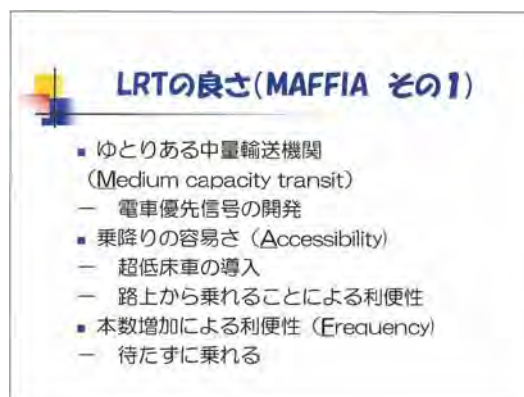 LRTの良さ(MAFFIA その1)
■ ゆとりある中量輸送機関
(Medium capacity transit)
ー 電車優先信号の開発
■ 乗降りの容易さ (Accessibility)
ー 超低床車の導入
ー 路上から乗れることによる利便性
■ 本数増加による利便性 (Frequency)
ー 待たずに乗れる